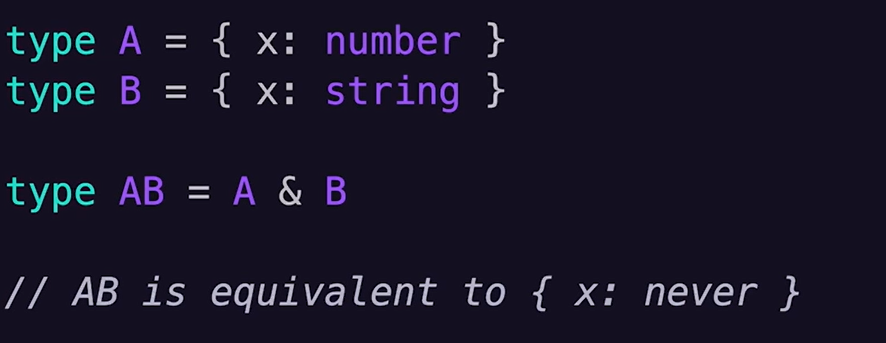 type A = { x: number }
type B = { x: string }
type AB = A & B
// AB is equivalent to { x: never }